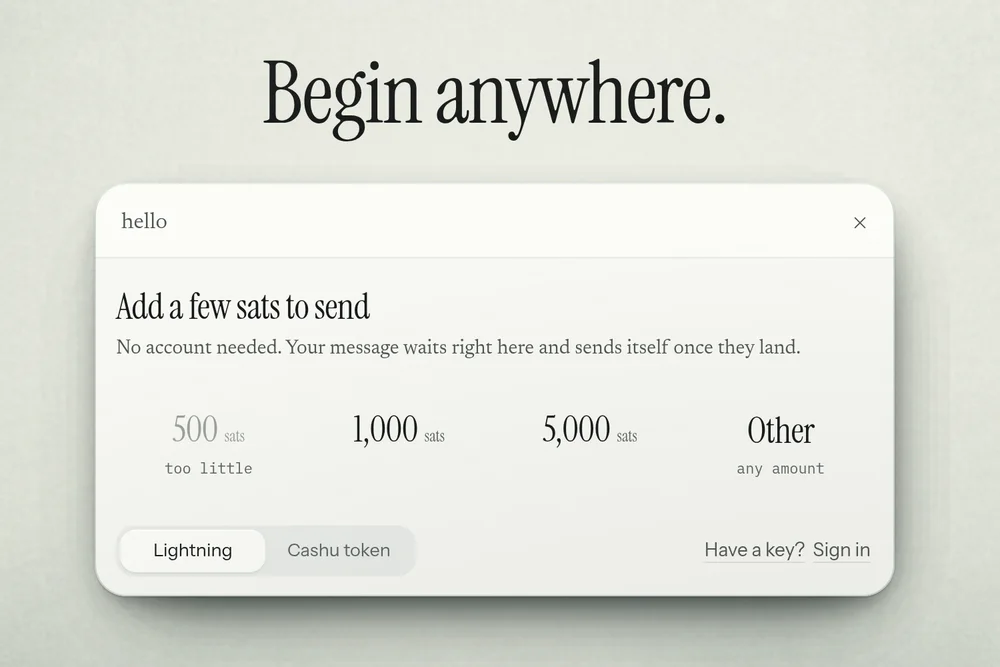 Begin anywhere.
hello
Add a few sats to send
No account needed. Your message waits right here and sends itself once they land.
500 sats 1,000 sats 5,000 sats Other
too little any amount
Lightning Cashu token Have a key? Sign in